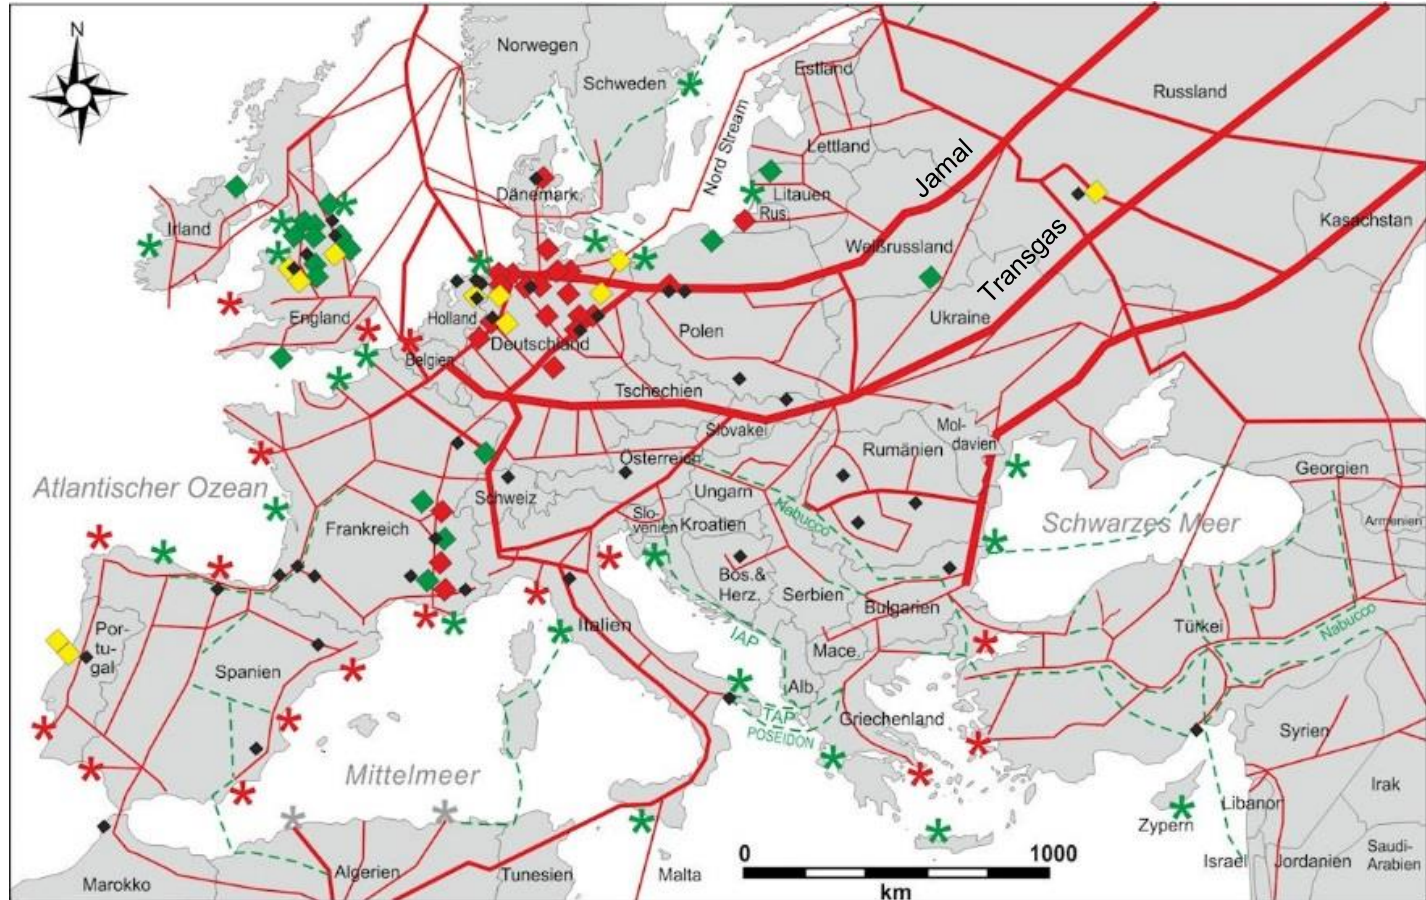 N
Norwegen
Schweden
Estland
Russland
Nord Stream
Lettland
Jamal
Dänemark
Litauen
Rus.
Irland
Kasachstan
Weißrussland
Transgas
England
Holland
Ukraine
Polen
Deutschland
Belgien
Tschechien
Slovakei
Mol-
davien
Rumänien
Österreich
Georgien
Atlantischer Ozean
Schweiz
Ungarn
Slo-
venien
Kroatien
Nabucco
Frankreich
Schwarzes Meer
Armenien
Bos.&
Herz.
Serbien
Bulgarien
Italien
IAP
Türkei
Nabucco
Por-
tu-
gal
Spanien
Mace.
Alb.
TAP
POSEIDON
Griechenland
Syrien
Mittelmeer
Irak
Libanon
Zypern
Israel
Jordanien
Saudi-
Arabien
Marokko
Algerien
Tunesien
Malta
0
1000
km